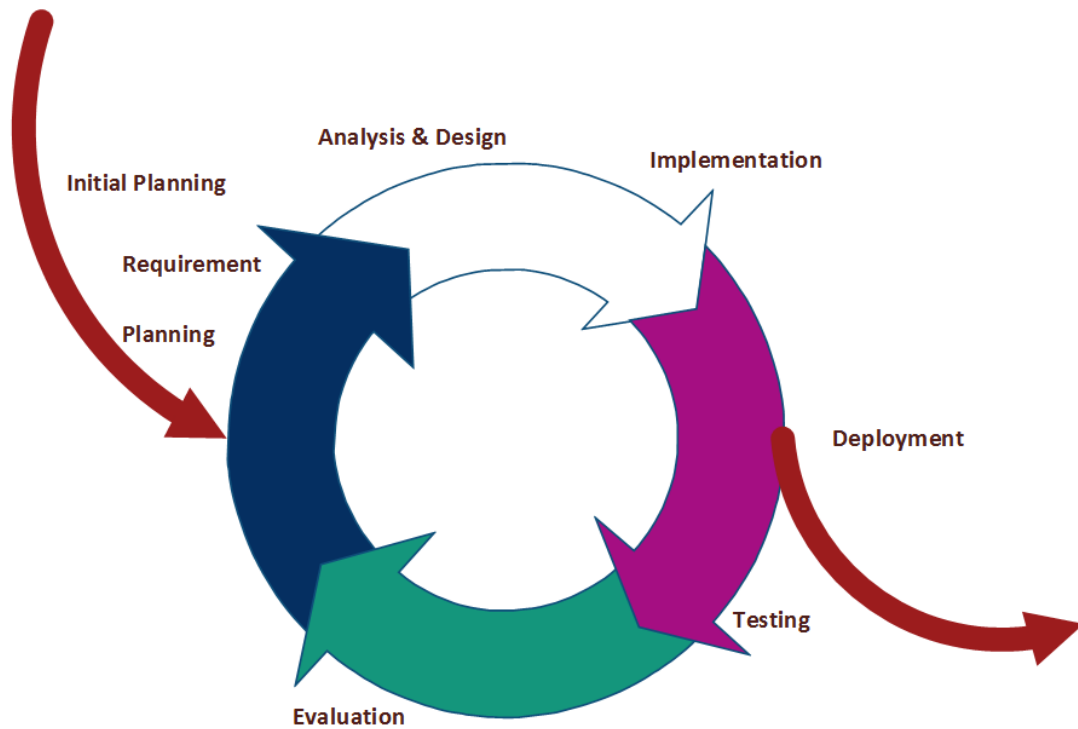 Analysis & Design
Implementation
Initial Planning
Requirement
Planning
Deployment
Testing
Evaluation